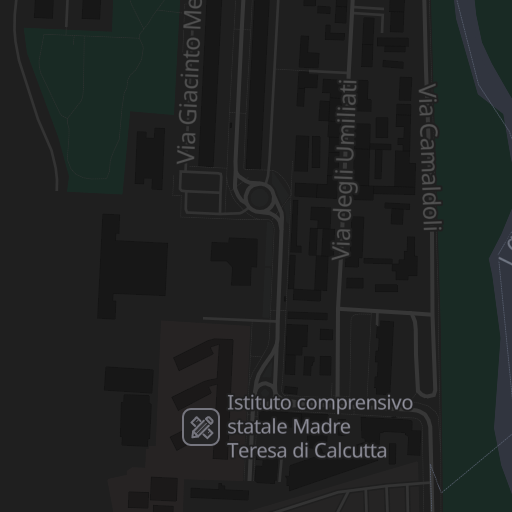 Via Giacinto Me
Via degli Umiliati
Via Camaldoli
Istituto comprensivo
statale Madre
Teresa di Calcutta